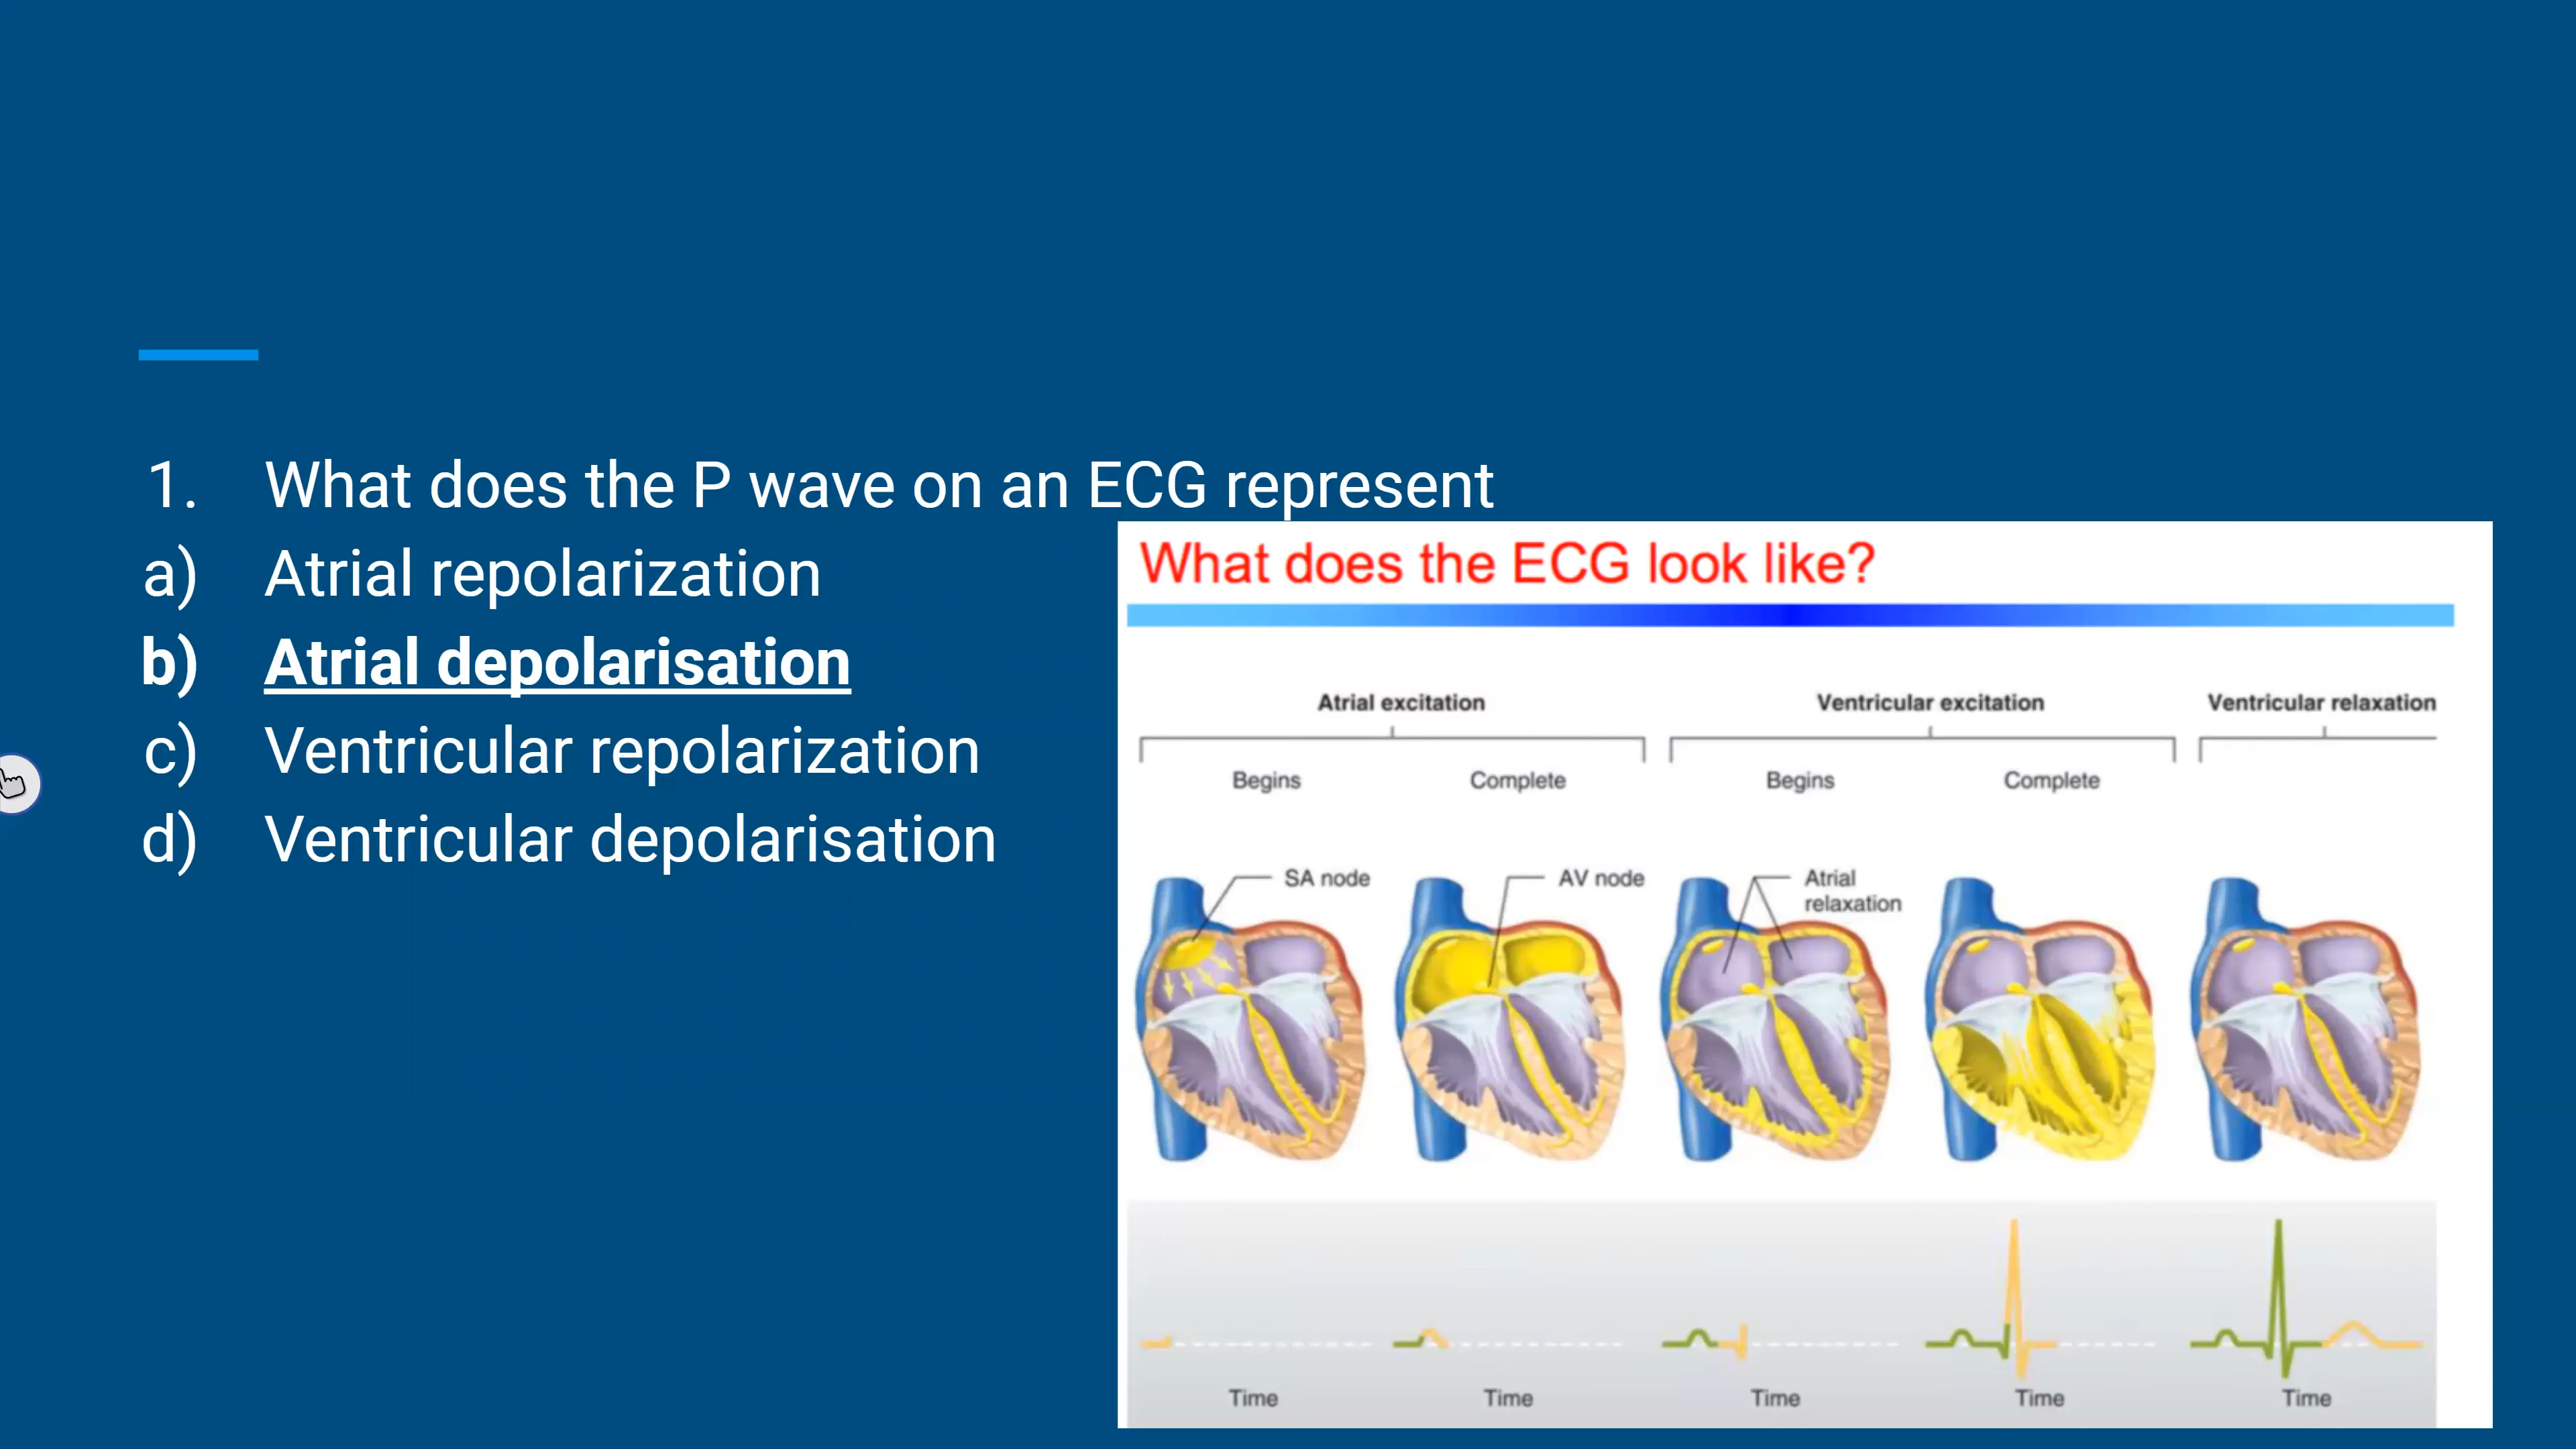 1. What does the P wave on an ECG represent
a) Atrial repolarization
b) Atrial depolarisation
c) Ventricular repolarization
d) Ventricular depolarisation
What does the ECG look like?
Atrial excitation Ventricular excitation Ventricular relaxation
Begins Complete Begins Complete
SA node AV node Atrial
relaxation
Time Time Time Time Time